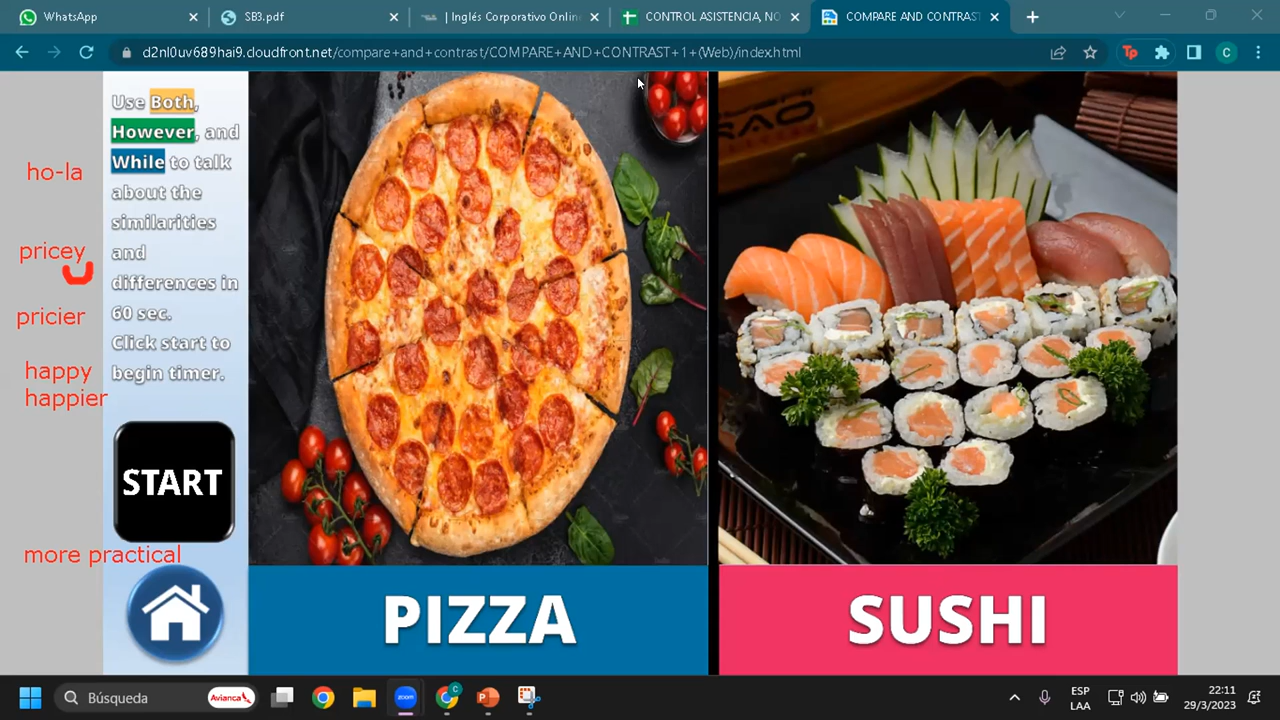 WhatsApp
SB3.pdf
| Inglés Corporativo Online
CONTROL ASISTENCIA, NO
COMPARE AND CONTRAST
d2nl0uv689hai9.cloudfront.net/compare+and+contrast/COMPARE+AND+CONTRAST+1+(Web)/index.html
Tp
C
Use Both,
However, and
While to talk
about the
similarities
and
differences in
60 sec.
Click start to
begin timer.
ho-la
pricey
pricier
happy
happier
START
more practical
PIZZA
SUSHI
Búsqueda
Avianca
zoom
C
P
ESP
LAA
22:11
29/3/2023